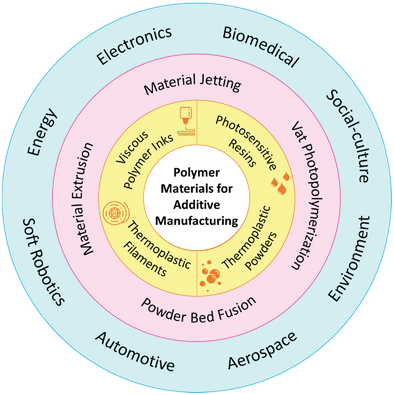 Electronics
Biomedical
Energy
Social-culture
Soft Robotics
Environment
Automotive
Aerospace
Material Jetting
Material Extrusion
Vat Photopolymerization
Powder Bed Fusion
Viscous
Polymer Inks
Photosensitive
Resins
Thermoplastic
Filaments
Thermoplastic
Powders
Polymer
Materials for
Additive
Manufacturing